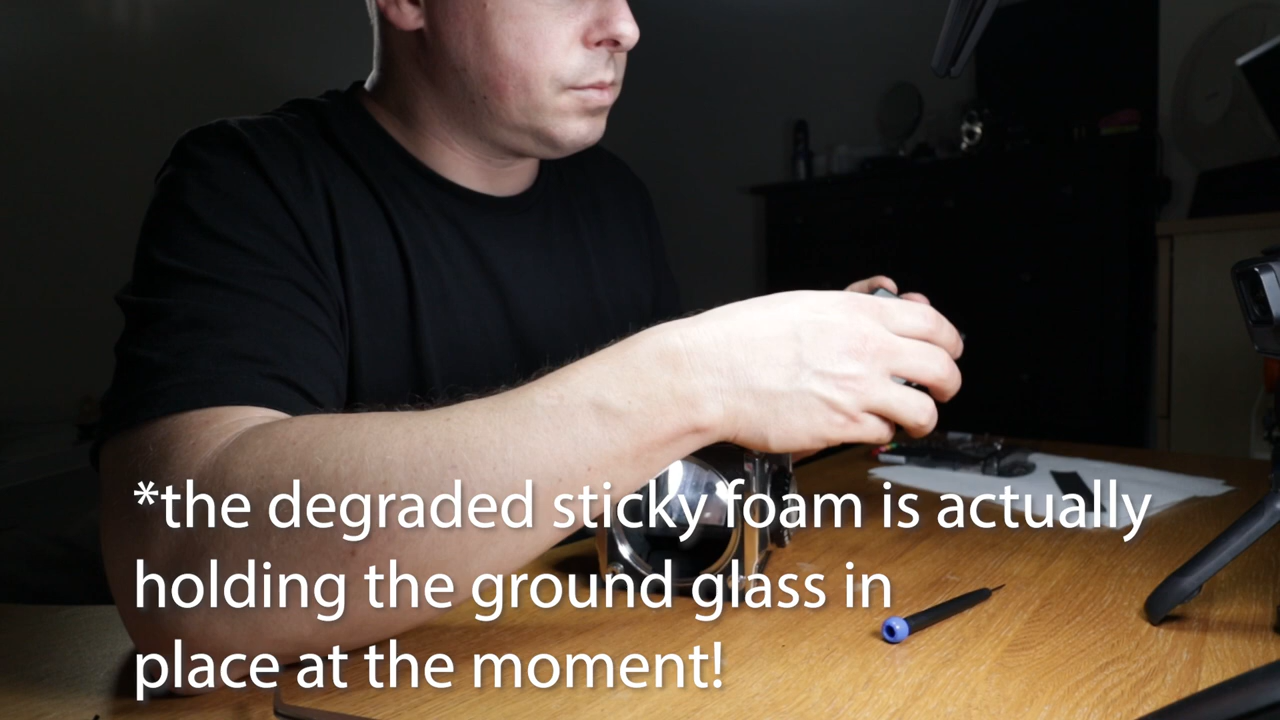 *the degraded sticky foam is actually
holding the ground glass in
place at the moment!